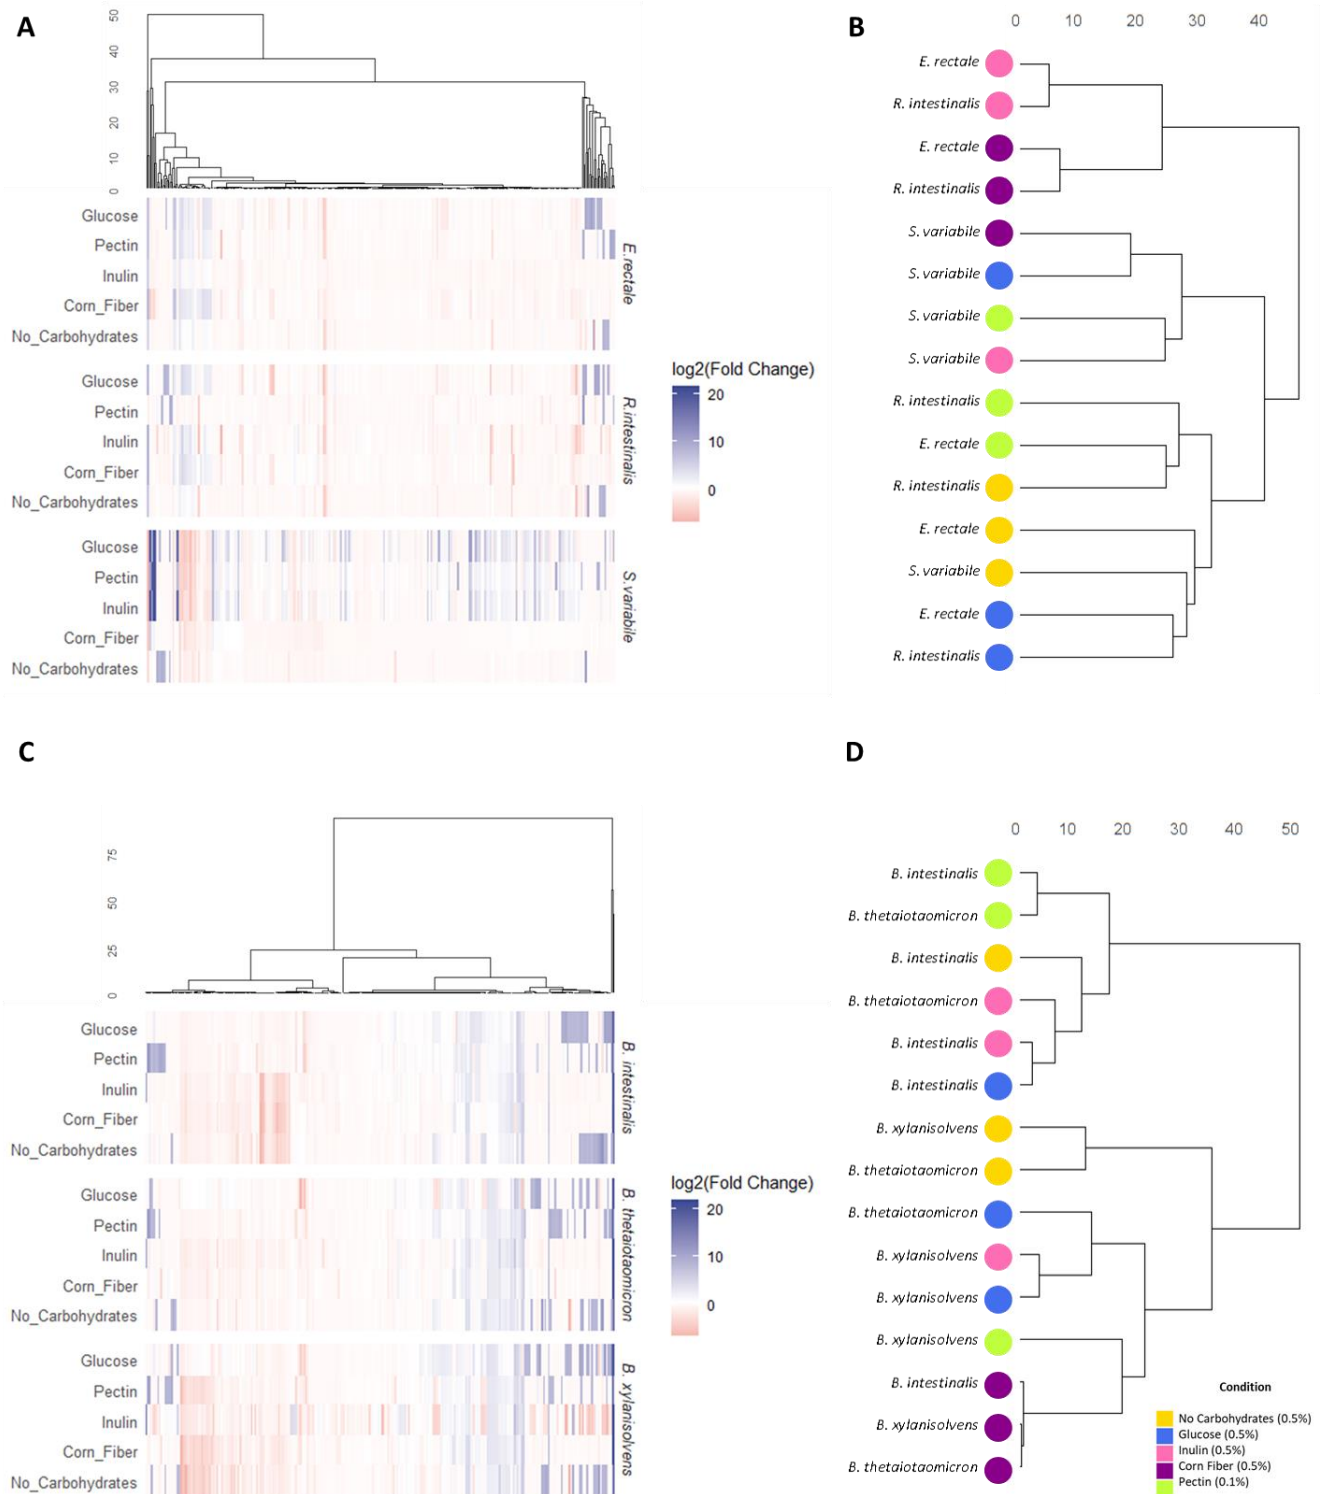 A
50
40
30
20
10
0
Glucose
Pectin
Inulin
Corn_Fiber
No_Carbohydrates
E.rectale
Glucose
Pectin
Inulin
Corn_Fiber
No_Carbohydrates
R.intestinalis
Glucose
Pectin
Inulin
Corn_Fiber
No_Carbohydrates
S.variabile
log2(Fold Change)
20
10
0
B
0 10 20 30 40
E. rectale
R. intestinalis
E. rectale
R. intestinalis
S. variabile
S. variabile
S. variabile
S. variabile
R. intestinalis
E. rectale
R. intestinalis
E. rectale
S. variabile
E. rectale
R. intestinalis
C
75
50
25
0
Glucose
Pectin
Inulin
Corn_Fiber
No_Carbohydrates
B. intestinalis
Glucose
Pectin
Inulin
Corn_Fiber
No_Carbohydrates
B. thetaiotaomicron
Glucose
Pectin
Inulin
Corn_Fiber
No_Carbohydrates
B. xylanisolvens
log2(Fold Change)
20
10
0
D
0 10 20 30 40 50
B. intestinalis
B. thetaiotaomicron
B. intestinalis
B. thetaiotaomicron
B. intestinalis
B. intestinalis
B. xylanisolvens
B. thetaiotaomicron
B. thetaiotaomicron
B. xylanisolvens
B. xylanisolvens
B. xylanisolvens
B. intestinalis
B. xylanisolvens
B. thetaiotaomicron
Condition
No Carbohydrates (0.5%)
Glucose (0.5%)
Inulin (0.5%)
Corn Fiber (0.5%)
Pectin (0.1%)